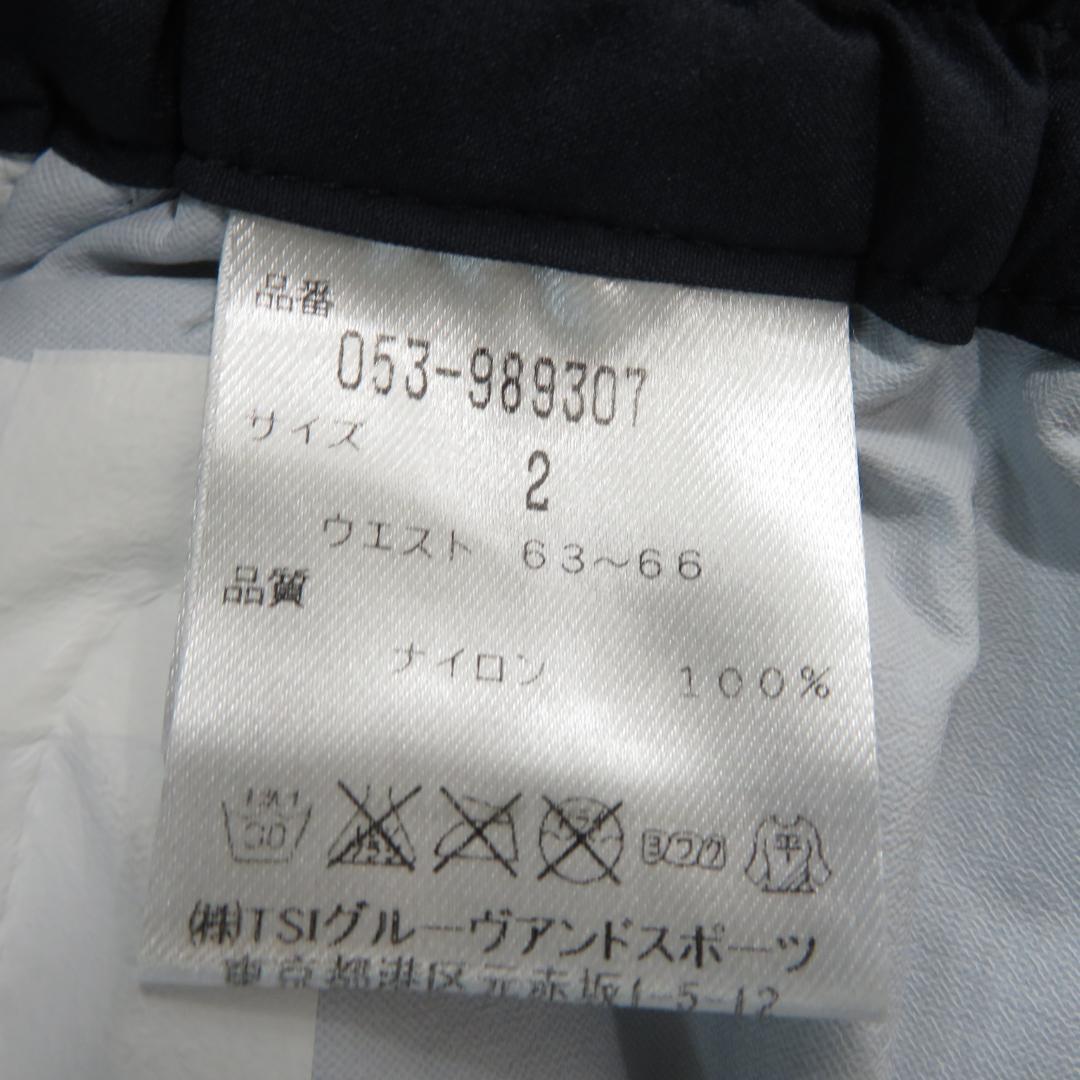 品番
053-989307
サイズ
2
ウエスト 63~66
品質
ナイロン 100%
30 平
(株)TSIグルーヴアンドスポーツ
東京都港区元赤坂1-5-12